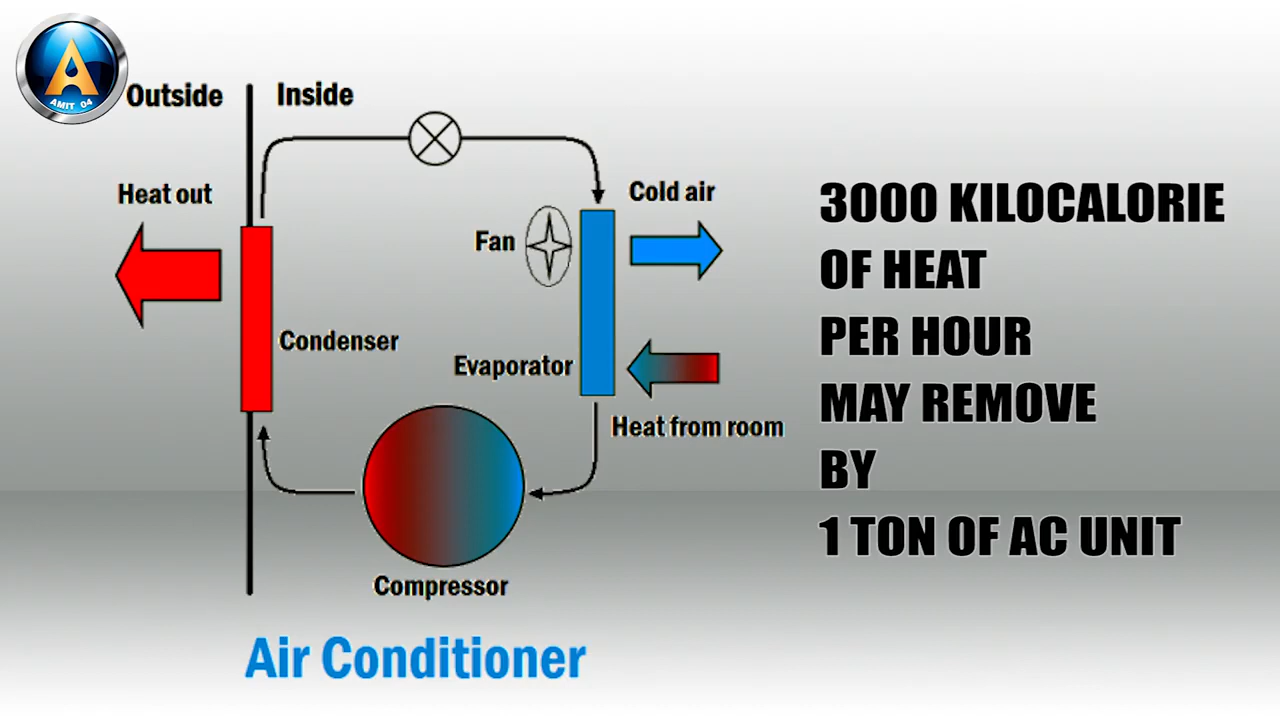 A
AMIT 04
Outside
Inside
Heat out
Cold air
Fan
Condenser
Evaporator
Heat from room
Compressor
Air Conditioner
3000 KILOCALORIE
OF HEAT
PER HOUR
MAY REMOVE
BY
1 TON OF AC UNIT